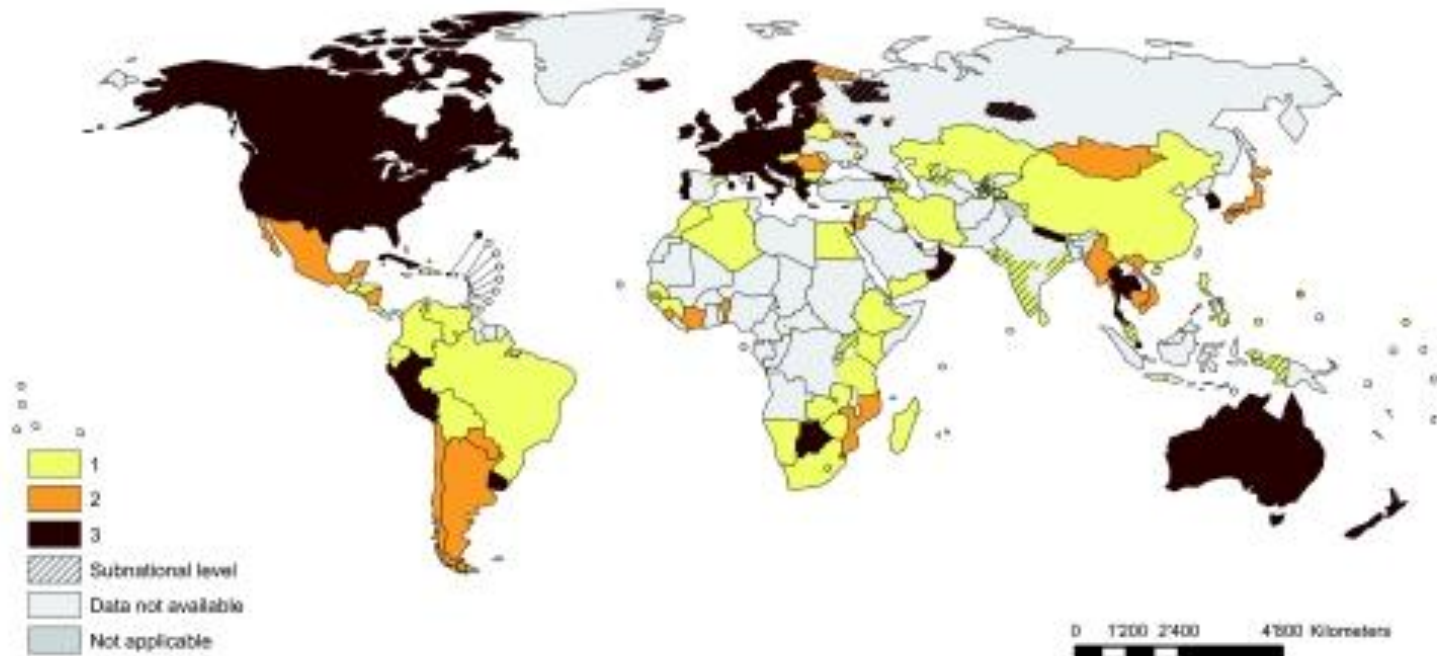 1
2
3
Subnational level
Data not available
Not applicable
0 1'200 2'400 4'800 Kilometers